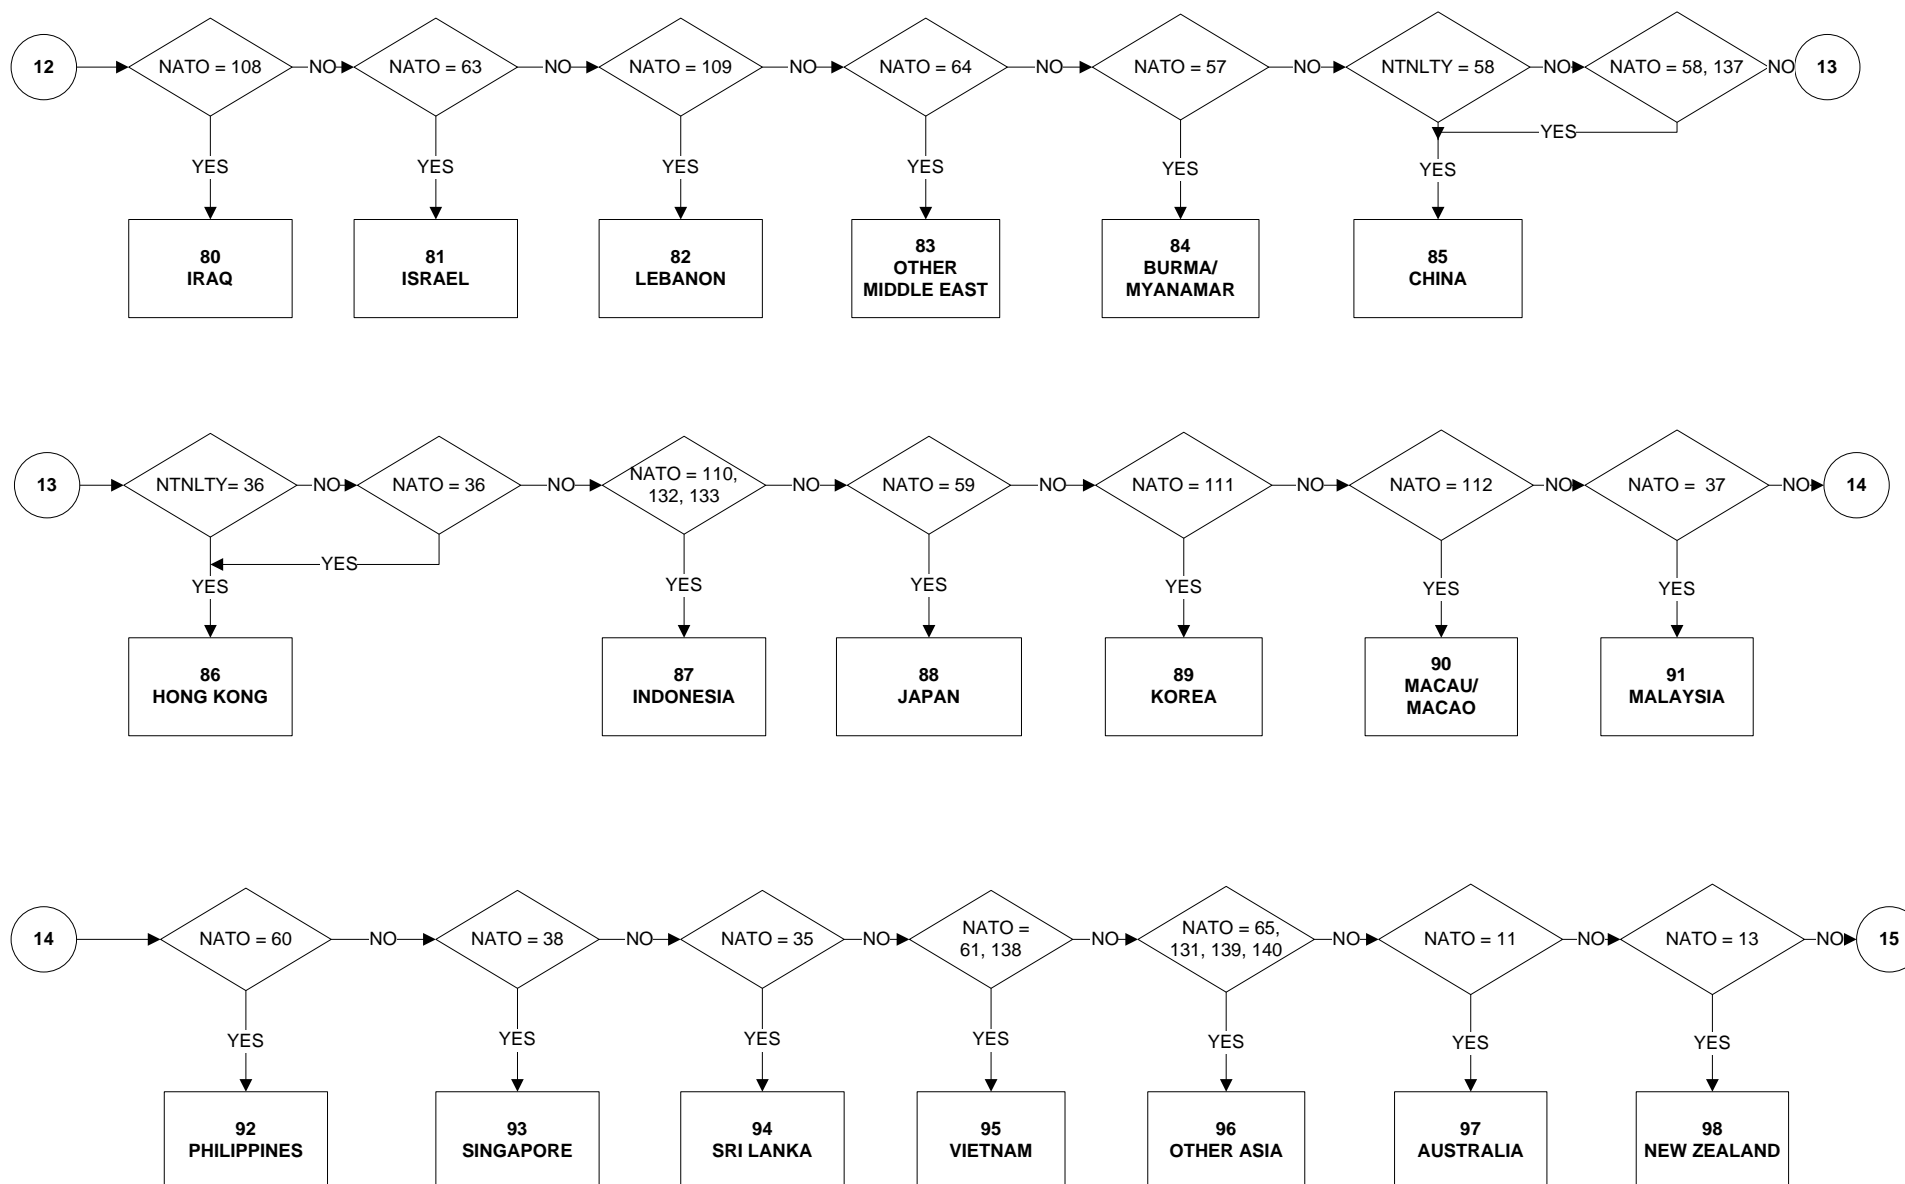 12
NATO = 108
NO
NATO = 63
NO
NATO = 109
NO
NATO = 64
NO
NATO = 57
NO
NTNLTY = 58
NO
NATO = 58, 137
NO
13
YES
YES
YES
YES
YES
YES
YES
80
IRAQ
81
ISRAEL
82
LEBANON
83
OTHER
MIDDLE EAST
84
BURMA/
MYANAMAR
85
CHINA
13
NTNLTY= 36
NO
NATO = 36
NO
NATO = 110,
132, 133
NO
NATO = 59
NO
NATO = 111
NO
NATO = 112
NO
NATO =  37
NO
14
YES
YES
YES
YES
YES
YES
YES
86
HONG KONG
87
INDONESIA
88
JAPAN
89
KOREA
90
MACAU/
MACAO
91
MALAYSIA
14
NATO = 60
NO
NATO = 38
NO
NATO = 35
NO
NATO =
61, 138
NO
NATO = 65,
131, 139, 140
NO
NATO = 11
NO
NATO = 13
NO
15
YES
YES
YES
YES
YES
YES
YES
92
PHILIPPINES
93
SINGAPORE
94
SRI LANKA
95
VIETNAM
96
OTHER ASIA
97
AUSTRALIA
98
NEW ZEALAND